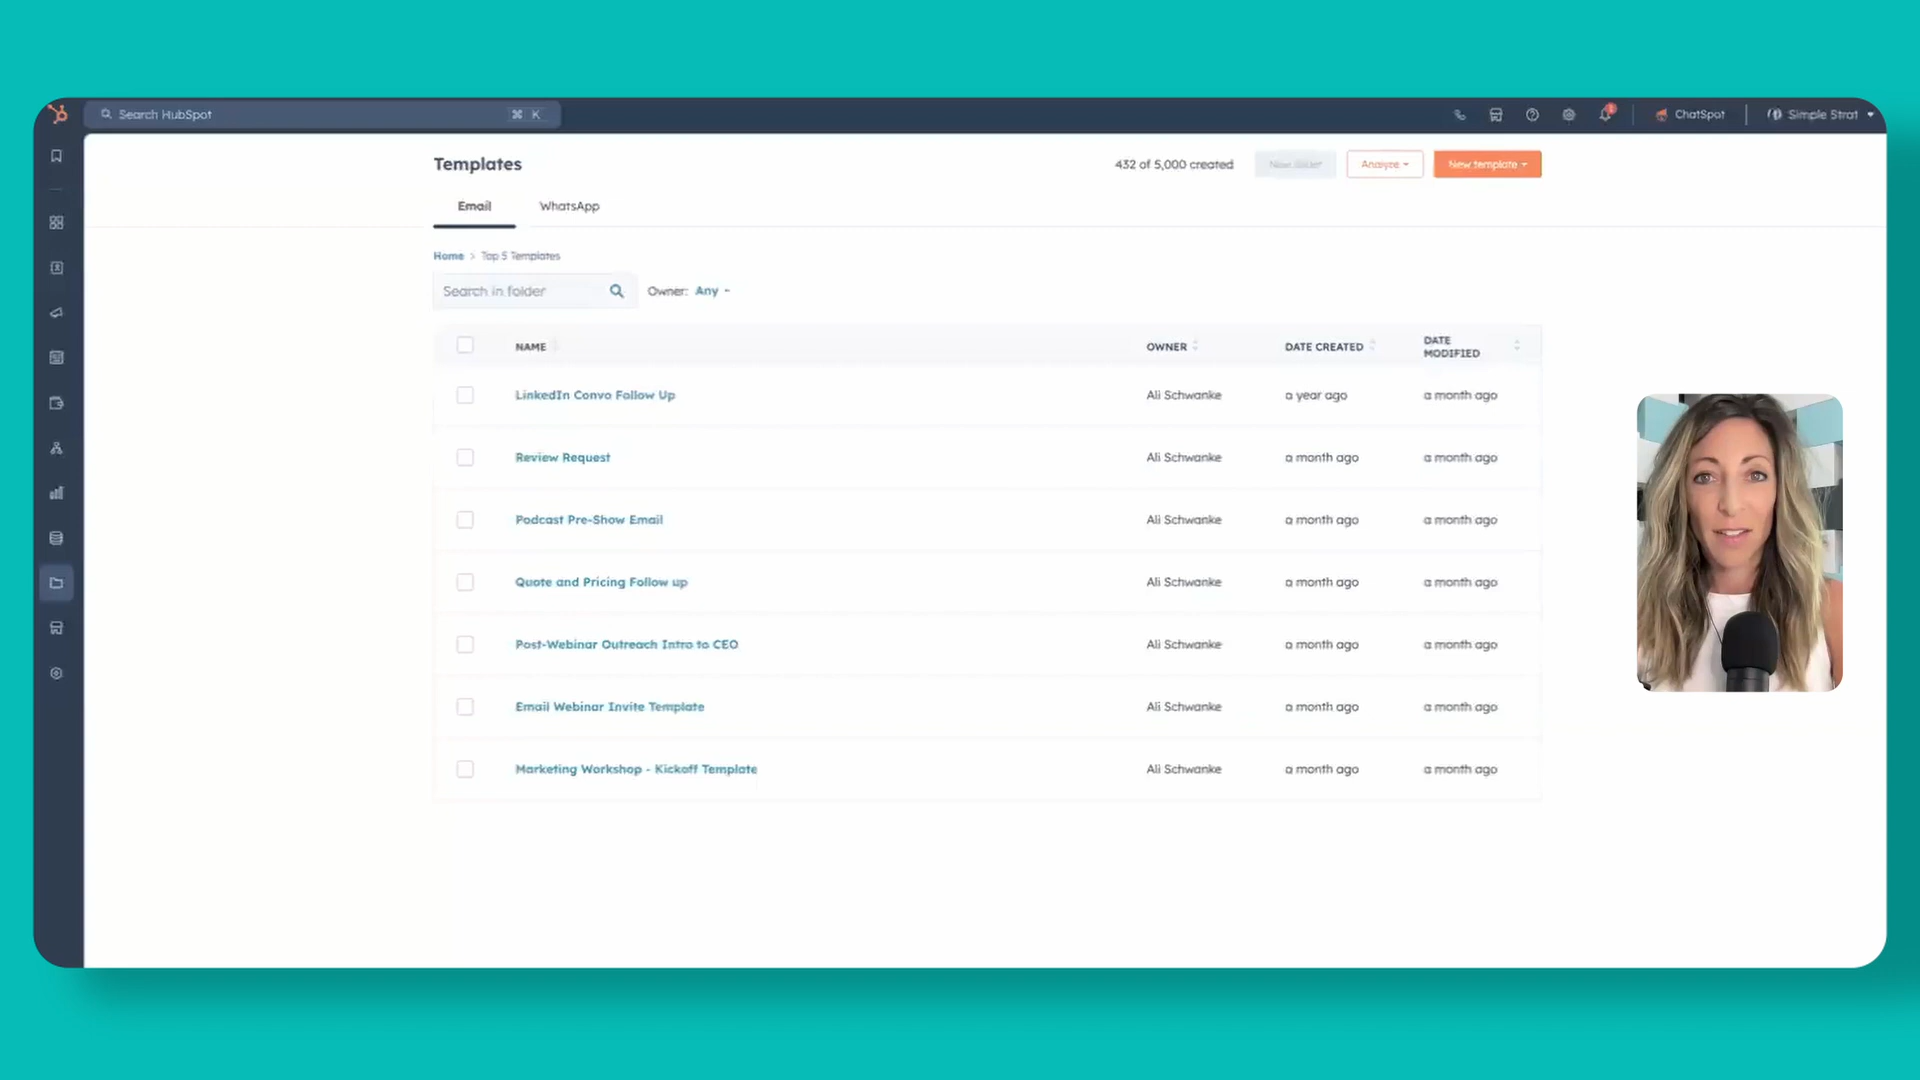 Search HubSpot ⌘ K
ChatSpot
Simple Strat
Templates
432 of 5,000 created
New folder
Analyze
New template
Email
WhatsApp
Home > Top 5 Templates
Search in folder
Owner: Any
NAME
OWNER
DATE CREATED
DATE MODIFIED
LinkedIn Convo Follow Up
Ali Schwanke
a year ago
a month ago
Review Request
Ali Schwanke
a month ago
a month ago
Podcast Pre-Show Email
Ali Schwanke
a month ago
a month ago
Quote and Pricing Follow up
Ali Schwanke
a month ago
a month ago
Post-Webinar Outreach Intro to CEO
Ali Schwanke
a month ago
a month ago
Email Webinar Invite Template
Ali Schwanke
a month ago
a month ago
Marketing Workshop - Kickoff Template
Ali Schwanke
a month ago
a month ago